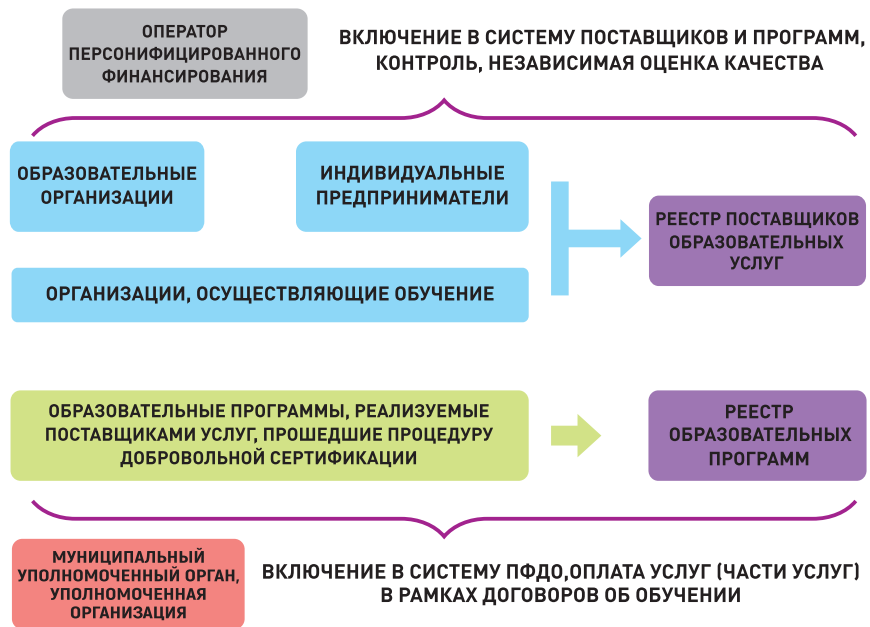 ОПЕРАТОР
ПЕРСОНИФИЦИРОВАННОГО
ФИНАНСИРОВАНИЯ
ВКЛЮЧЕНИЕ В СИСТЕМУ ПОСТАВЩИКОВ И ПРОГРАММ,
КОНТРОЛЬ, НЕЗАВИСИМАЯ ОЦЕНКА КАЧЕСТВА
ОБРАЗОВАТЕЛЬНЫЕ
ОРГАНИЗАЦИИ
ИНДИВИДУАЛЬНЫЕ
ПРЕДПРИНИМАТЕЛИ
РЕЕСТР ПОСТАВЩИКОВ
ОБРАЗОВАТЕЛЬНЫХ
УСЛУГ
ОРГАНИЗАЦИИ, ОСУЩЕСТВЛЯЮЩИЕ ОБУЧЕНИЕ
ОБРАЗОВАТЕЛЬНЫЕ ПРОГРАММЫ, РЕАЛИЗУЕМЫЕ
ПОСТАВЩИКАМИ УСЛУГ, ПРОШЕДШИЕ ПРОЦЕДУРУ
ДОБРОВОЛЬНОЙ СЕРТИФИКАЦИИ
РЕЕСТР
ОБРАЗОВАТЕЛЬНЫХ
ПРОГРАММ
МУНИЦИПАЛЬНЫЙ
УПОЛНОМОЧЕННЫЙ ОРГАН,
УПОЛНОМОЧЕННАЯ
ОРГАНИЗАЦИЯ
ВКЛЮЧЕНИЕ В СИСТЕМУ ПФДО,ОПЛАТА УСЛУГ (ЧАСТИ УСЛУГ)
В РАМКАХ ДОГОВОРОВ ОБ ОБУЧЕНИИ